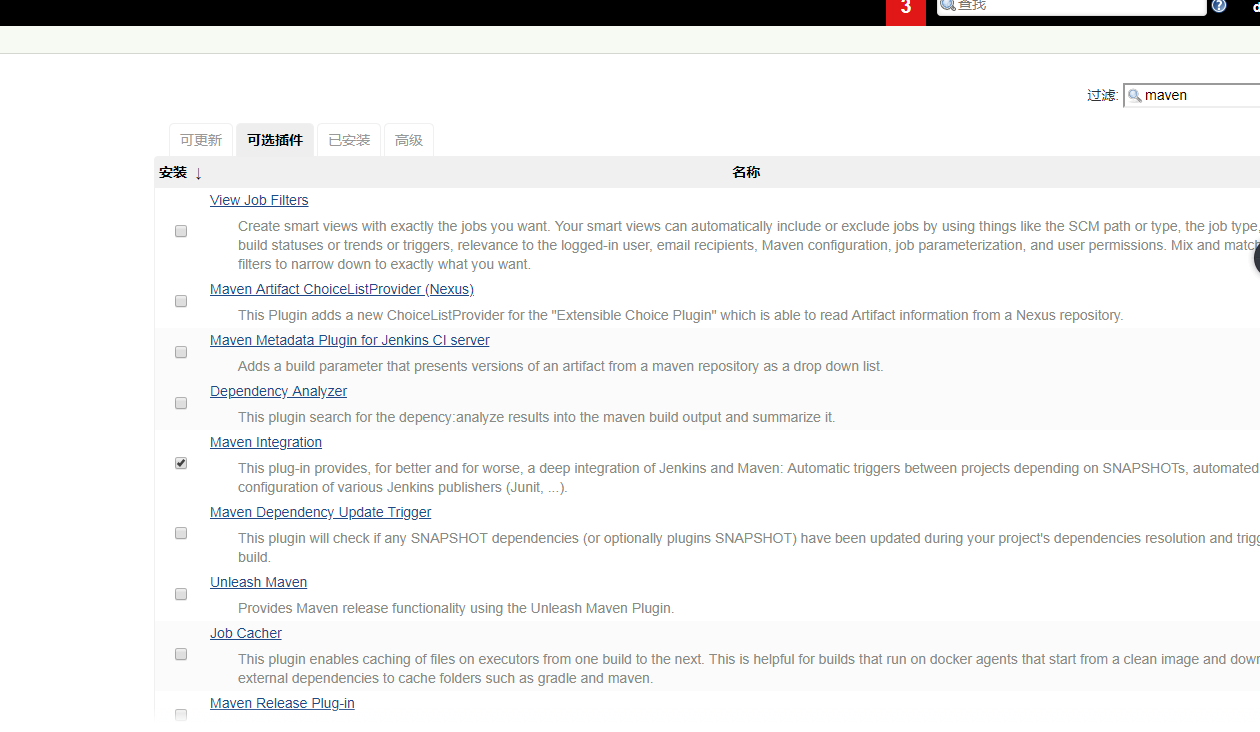 3
查找
过滤:
maven
可更新 可选插件 已安装 高级
安装 ↓ 名称
View Job Filters
Create smart views with exactly the jobs you want. Your smart views can automatically include or exclude jobs by using things like the SCM path or type, the job type,
build statuses or trends or triggers, relevance to the logged-in user, email recipients, Maven configuration, job parameterization, and user permissions. Mix and match
filters to narrow down to exactly what you want.
Maven Artifact ChoiceListProvider (Nexus)
This Plugin adds a new ChoiceListProvider for the "Extensible Choice Plugin" which is able to read Artifact information from a Nexus repository.
Maven Metadata Plugin for Jenkins CI server
Adds a build parameter that presents versions of an artifact from a maven repository as a drop down list.
Dependency Analyzer
This plugin search for the depency:analyze results into the maven build output and summarize it.
Maven Integration
This plug-in provides, for better and for worse, a deep integration of Jenkins and Maven: Automatic triggers between projects depending on SNAPSHOTs, automated
configuration of various Jenkins publishers (Junit, ...).
Maven Dependency Update Trigger
This plugin will check if any SNAPSHOT dependencies (or optionally plugins SNAPSHOT) have been updated during your project's dependencies resolution and trigg
build.
Unleash Maven
Provides Maven release functionality using the Unleash Maven Plugin.
Job Cacher
This plugin enables caching of files on executors from one build to the next. This is helpful for builds that run on docker agents that start from a clean image and down
external dependencies to cache folders such as gradle and maven.
Maven Release Plug-in